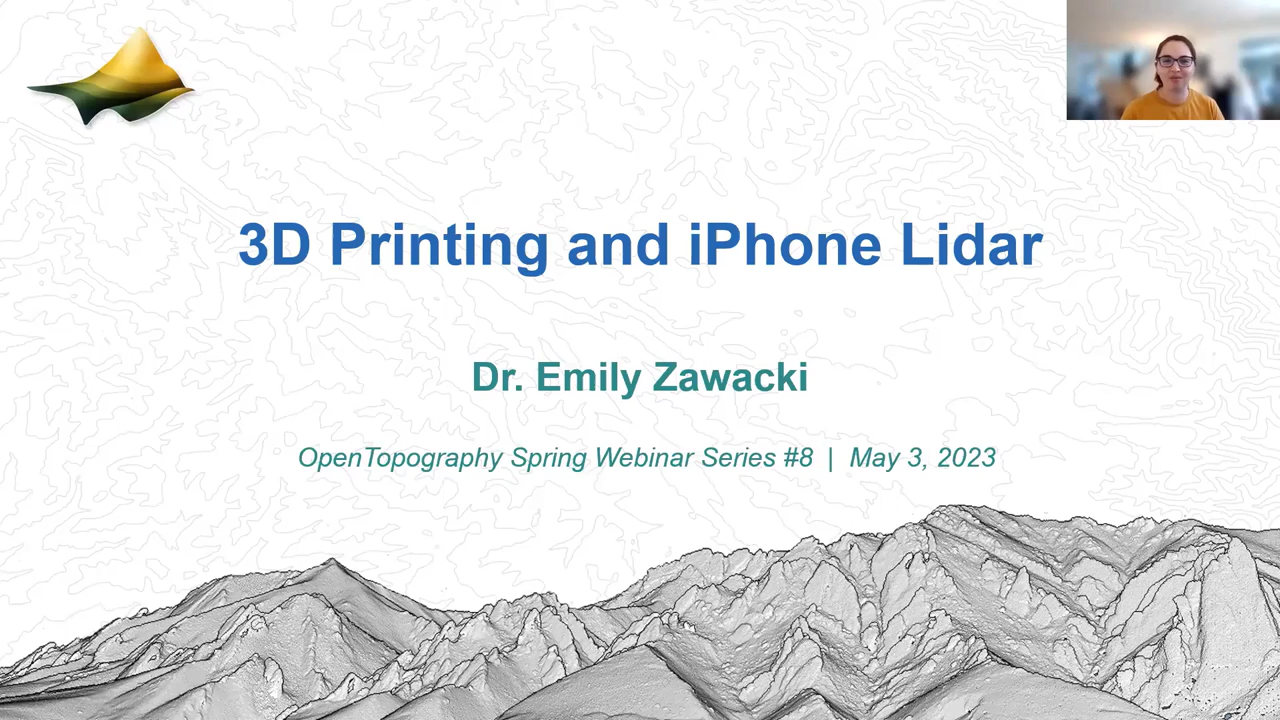 3D Printing and iPhone Lidar
Dr. Emily Zawacki
OpenTopography Spring Webinar Series #8 | May 3, 2023